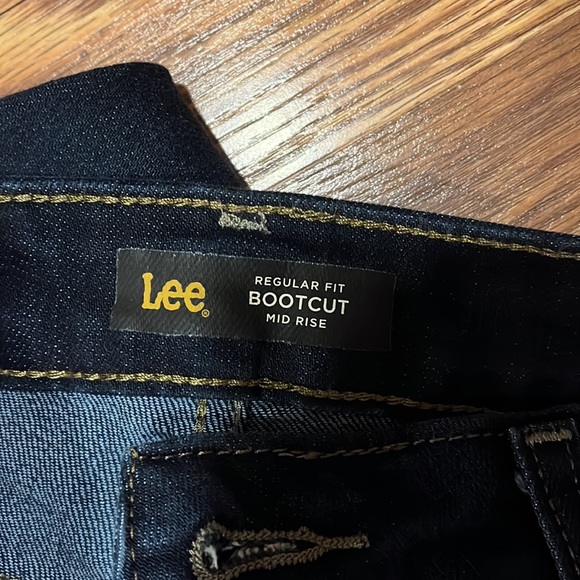 Lee®
REGULAR FIT
BOOTCUT
MID RISE